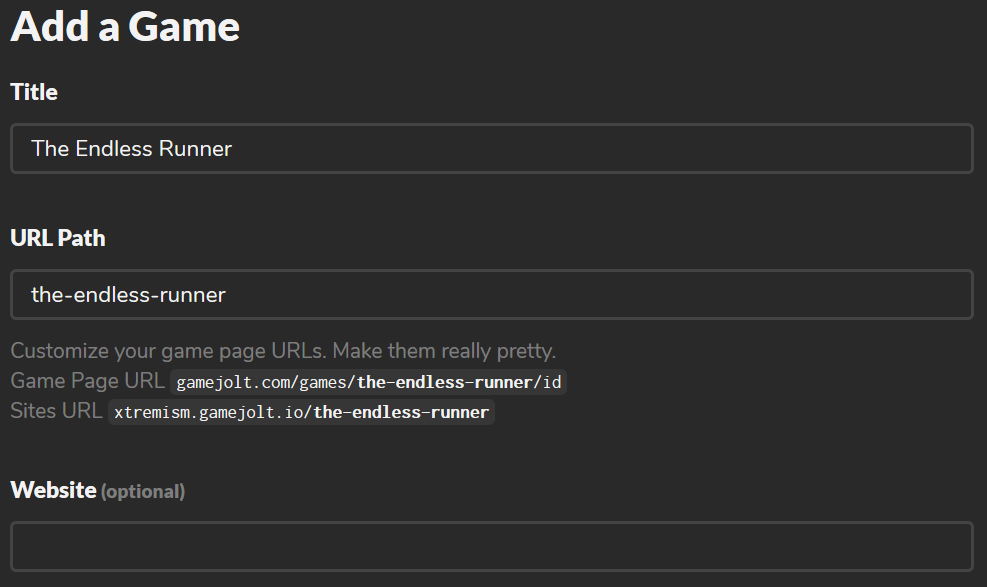 Add a Game
Title
The Endless Runner
URL Path
the-endless-runner
Customize your game page URLs. Make them really pretty.
Game Page URL gamejolt.com/games/the-endless-runner/id
Sites URL xtremism.gamejolt.io/the-endless-runner
Website (optional)